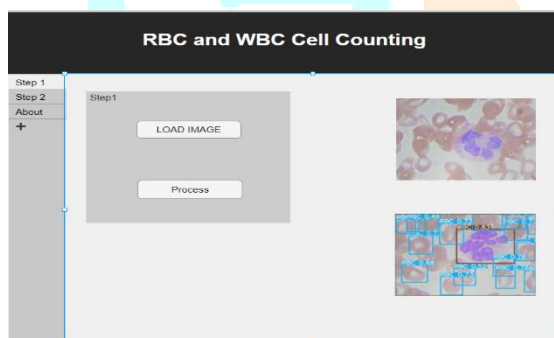 RBC and WBC Cell Counting
Step 1
Step 2
About
+
Step1
LOAD IMAGE
Process